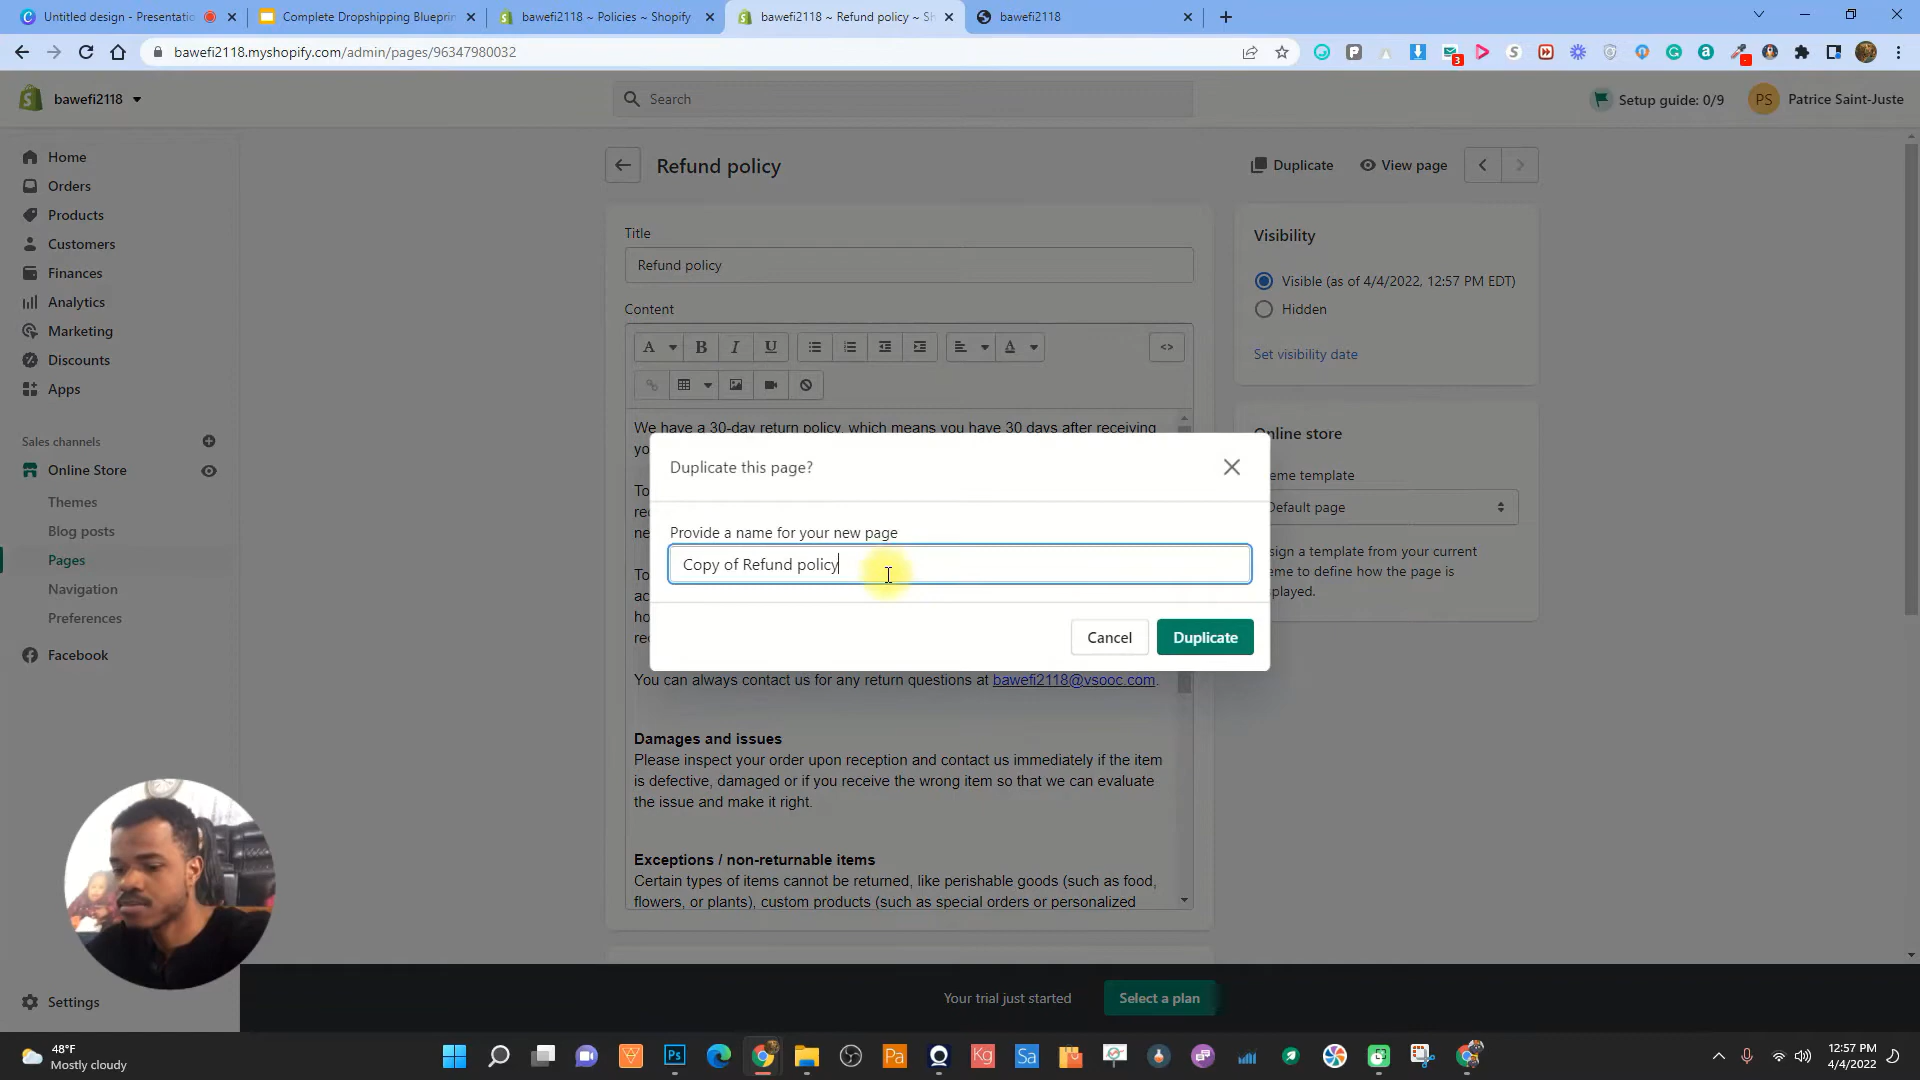 Untitled design - Presentatio
Complete Dropshipping Blueprin
bawefi2118 ~ Policies ~ Shopify
bawefi2118 ~ Refund policy ~ Sh
bawefi2118
bawefi2118.myshopify.com/admin/pages/96347980032
3
bawefi2118
Search
Setup guide: 0/9
PS
Patrice Saint-Juste
Home
Orders
Products
Customers
Finances
Analytics
Marketing
Discounts
Apps
Sales channels
Online Store
Themes
Blog posts
Pages
Navigation
Preferences
Facebook
Settings
Refund policy
Duplicate
View page
Title
Refund policy
Content
A
B
I
U
A
<>
We have a 30-day return policy, which means you have 30 days after receiving
Duplicate this page?
Provide a name for your new page
Copy of Refund policy
Cancel
Duplicate
You can always contact us for any return questions at bawefi2118@vsooc.com.
Damages and issues
Please inspect your order upon reception and contact us immediately if the item
is defective, damaged or if you receive the wrong item so that we can evaluate
the issue and make it right.
Exceptions / non-returnable items
Certain types of items cannot be returned, like perishable goods (such as food,
flowers, or plants), custom products (such as special orders or personalized
Visibility
Visible (as of 4/4/2022, 12:57 PM EDT)
Hidden
Set visibility date
Online store
Default page
sign a template from your current
eme to define how the page is
played.
Your trial just started
Select a plan
48°F
Mostly cloudy
Ps
Pa
Kg
Sa
12:57 PM
4/4/2022